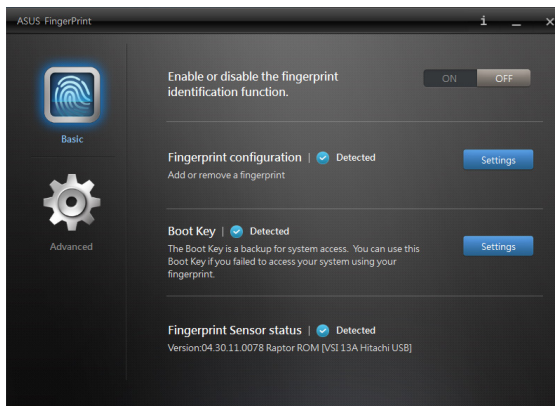 ASUS FingerPrint
i
Enable or disable the fingerprint
identification function.
ON OFF
Basic
Fingerprint configuration | Detected
Settings
Add or remove a fingerprint
Advanced
Boot Key | Detected
Settings
The Boot Key is a backup for system access. You can use this
Boot Key if you failed to access your system using your
fingerprint.
Fingerprint Sensor status | Detected
Version:04.30.11.0078 Raptor ROM [VSI 13A Hitachi USB]